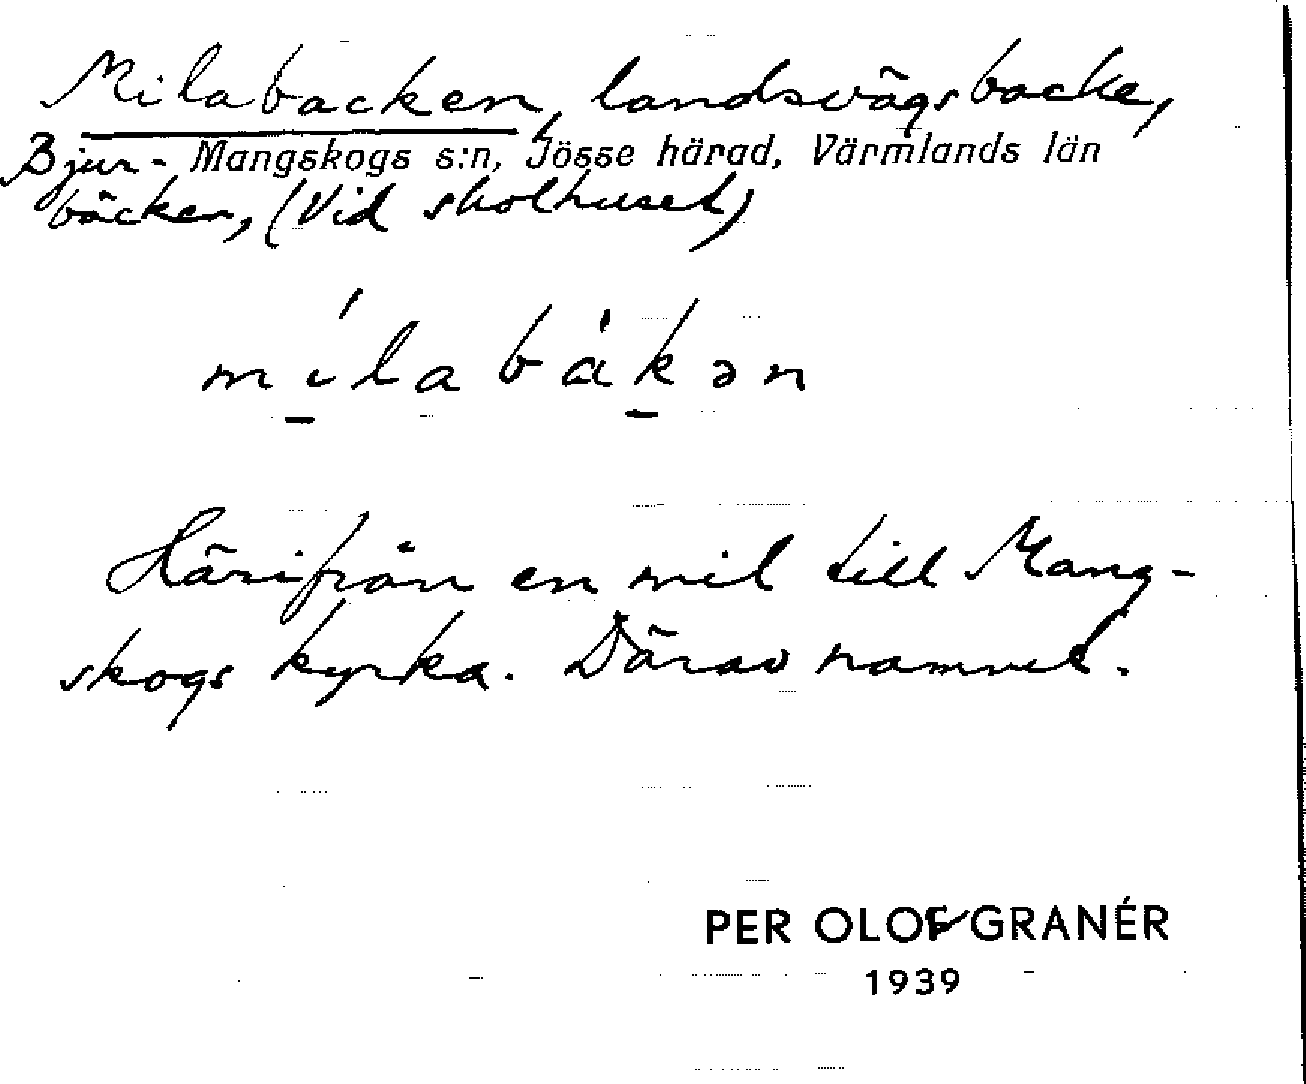 Milabacken, landsvägsbacke,
Bjur- Mangskogs s:n, Jösse härad, Värmlands län
bäcken, (Vid skolhuset)
mílabákən
Härifrån en mil till Mang-
skogs kyrka. Därav namnet.
PER OLOF GRANÉR
1939